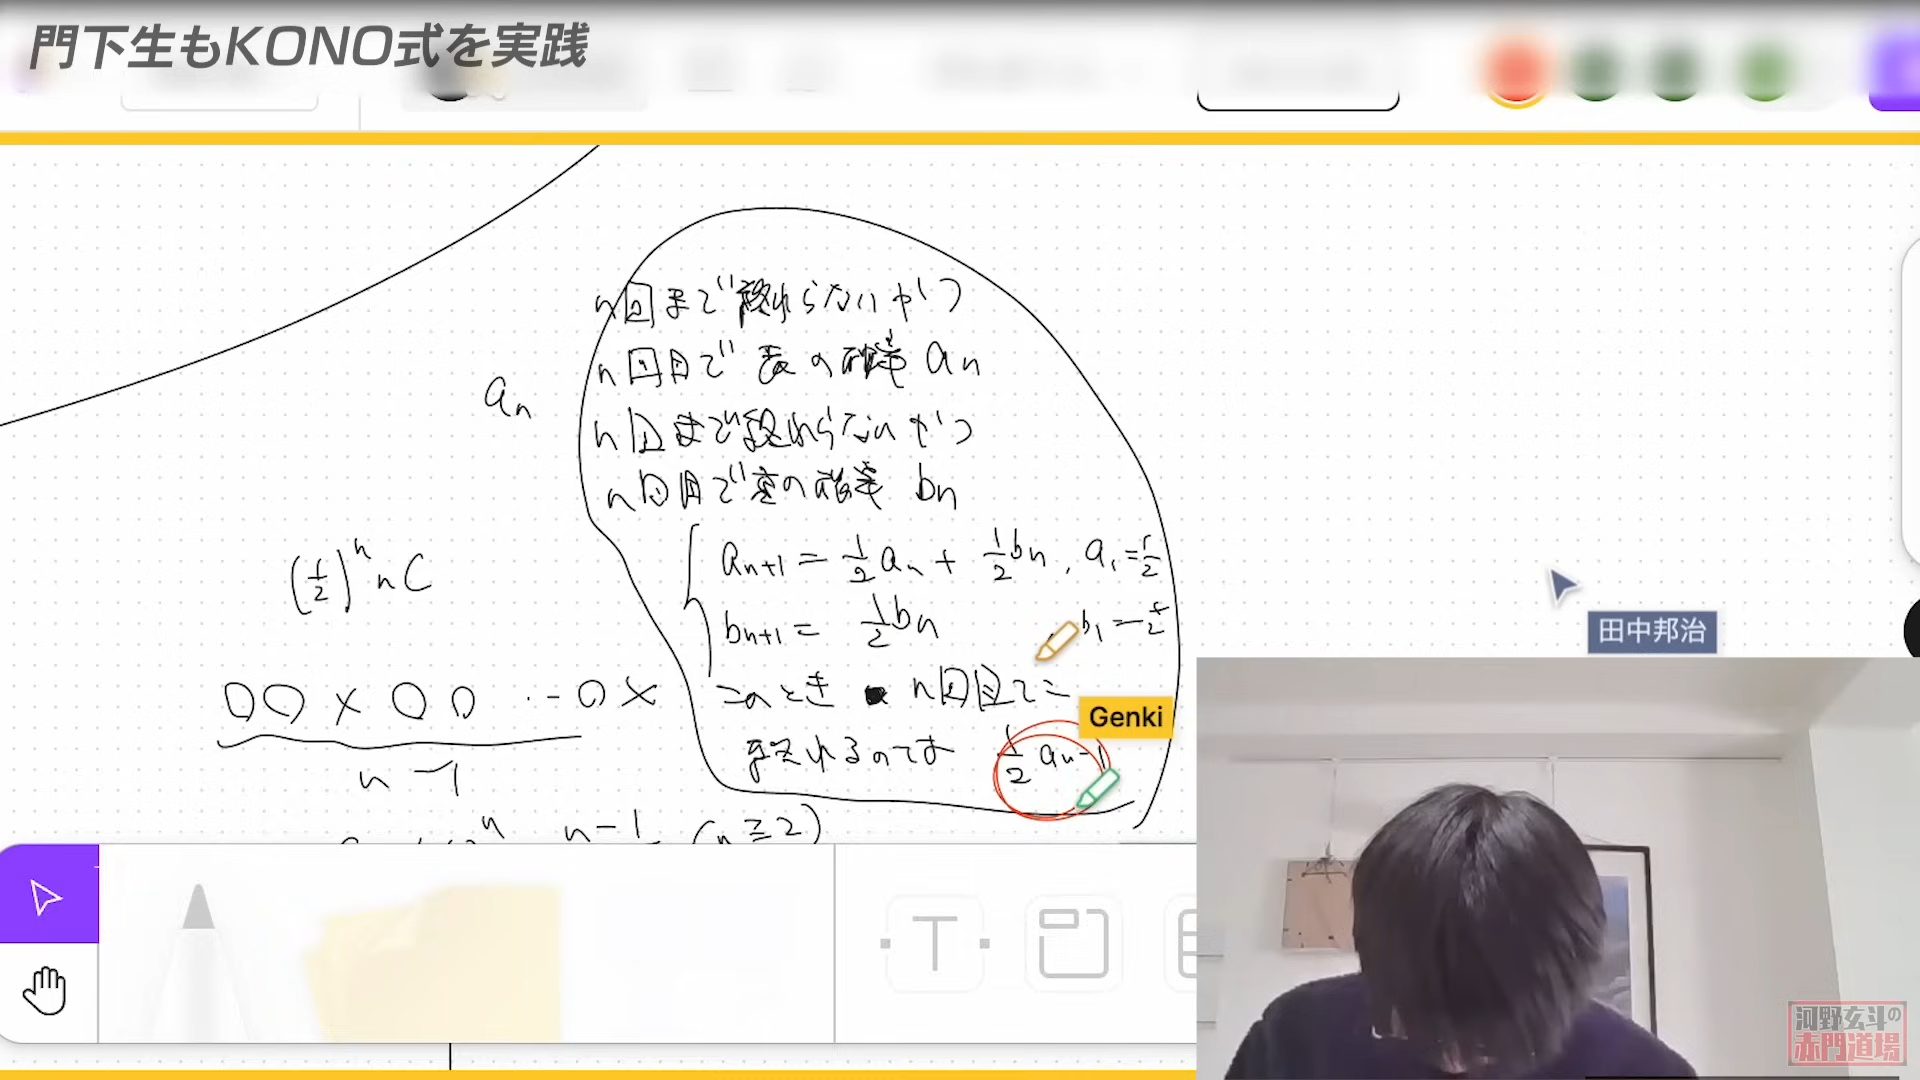 門下生もKONO式を実践
n回まで終わらないかつ
n回目で表の確率 an
an
n回まで終わらないかつ
n回目で裏の確率 bn
an+1 = 1/2 an + 1/2 bn, a1 = 1/2
(1/2)^n nC
bn+1 = 1/2 bn b1 = 1/2
田中邦治
〇〇×〇〇…〇× このとき n回目で
Genki
終わるのては 1/2 an-1
n-1
n n-1 (n≧2)
T
河野玄斗の
赤門道場